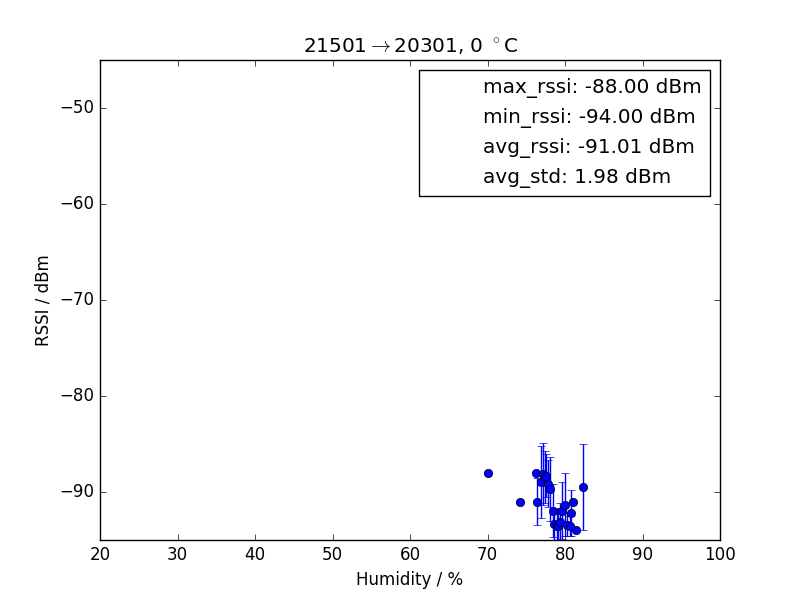 21501→20301, 0 °C
max_rssi: -88.00 dBm
min_rssi: -94.00 dBm
avg_rssi: -91.01 dBm
avg_std: 1.98 dBm
RSSI / dBm
−50
−60
−70
−80
−90
20 30 40 50 60 70 80 90 100
Humidity / %